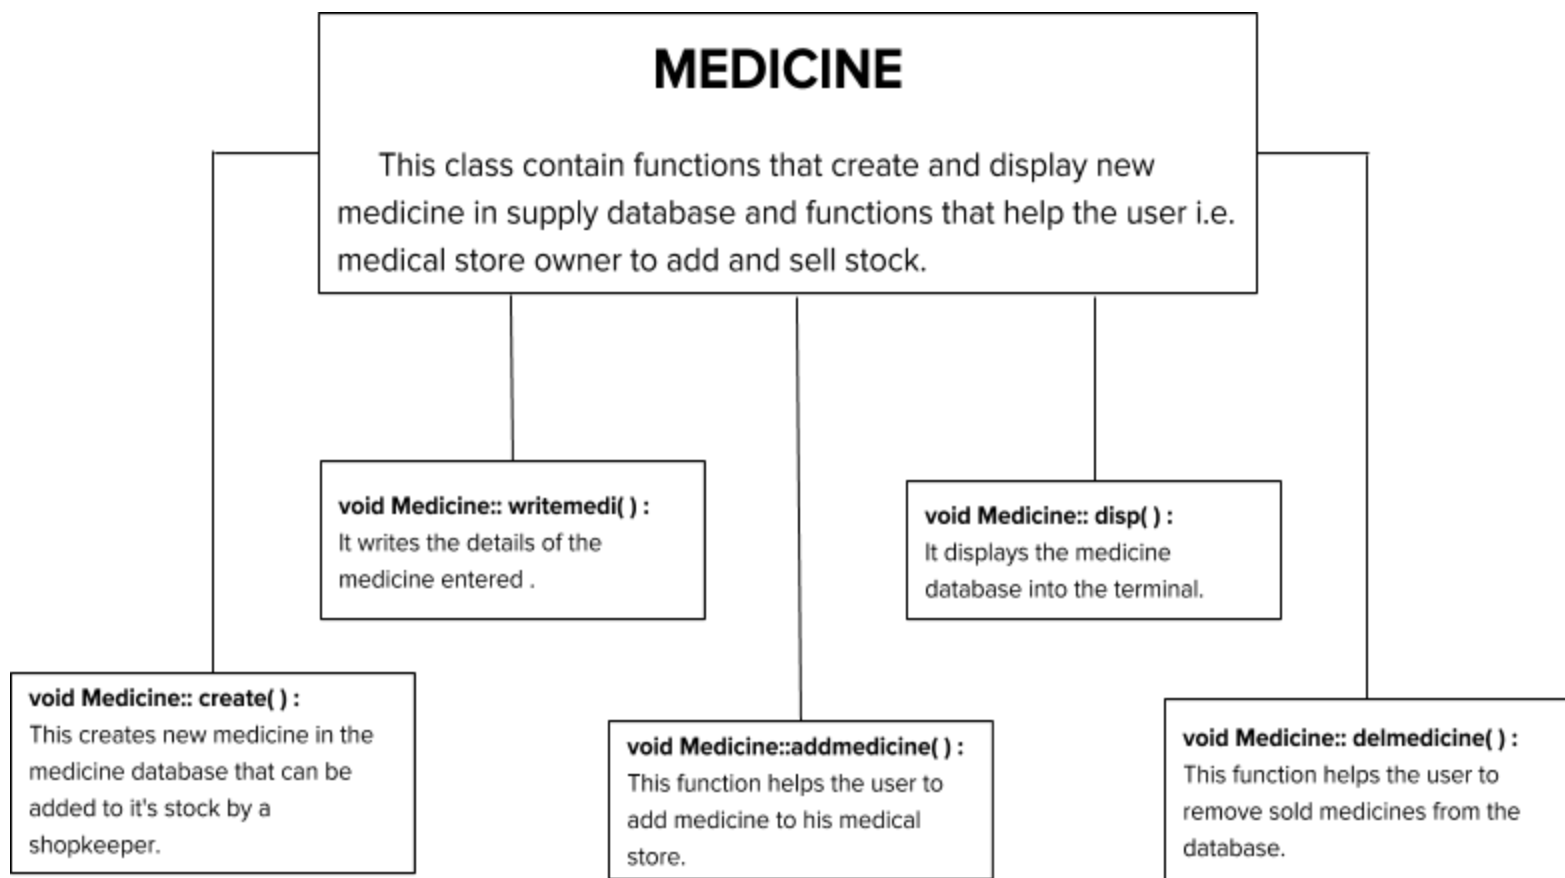 MEDICINE
This class contain functions that create and display new
medicine in supply database and functions that help the user i.e.
medical store owner to add and sell stock.
void Medicine:: writemedi( ) :
It writes the details of the
medicine entered .
void Medicine:: disp( ) :
It displays the medicine
database into the terminal.
void Medicine:: create( ) :
This creates new medicine in the
medicine database that can be
added to it's stock by a
shopkeeper.
void Medicine::addmedicine( ) :
This function helps the user to
add medicine to his medical
store.
void Medicine:: delmedicine( ) :
This function helps the user to
remove sold medicines from the
database.